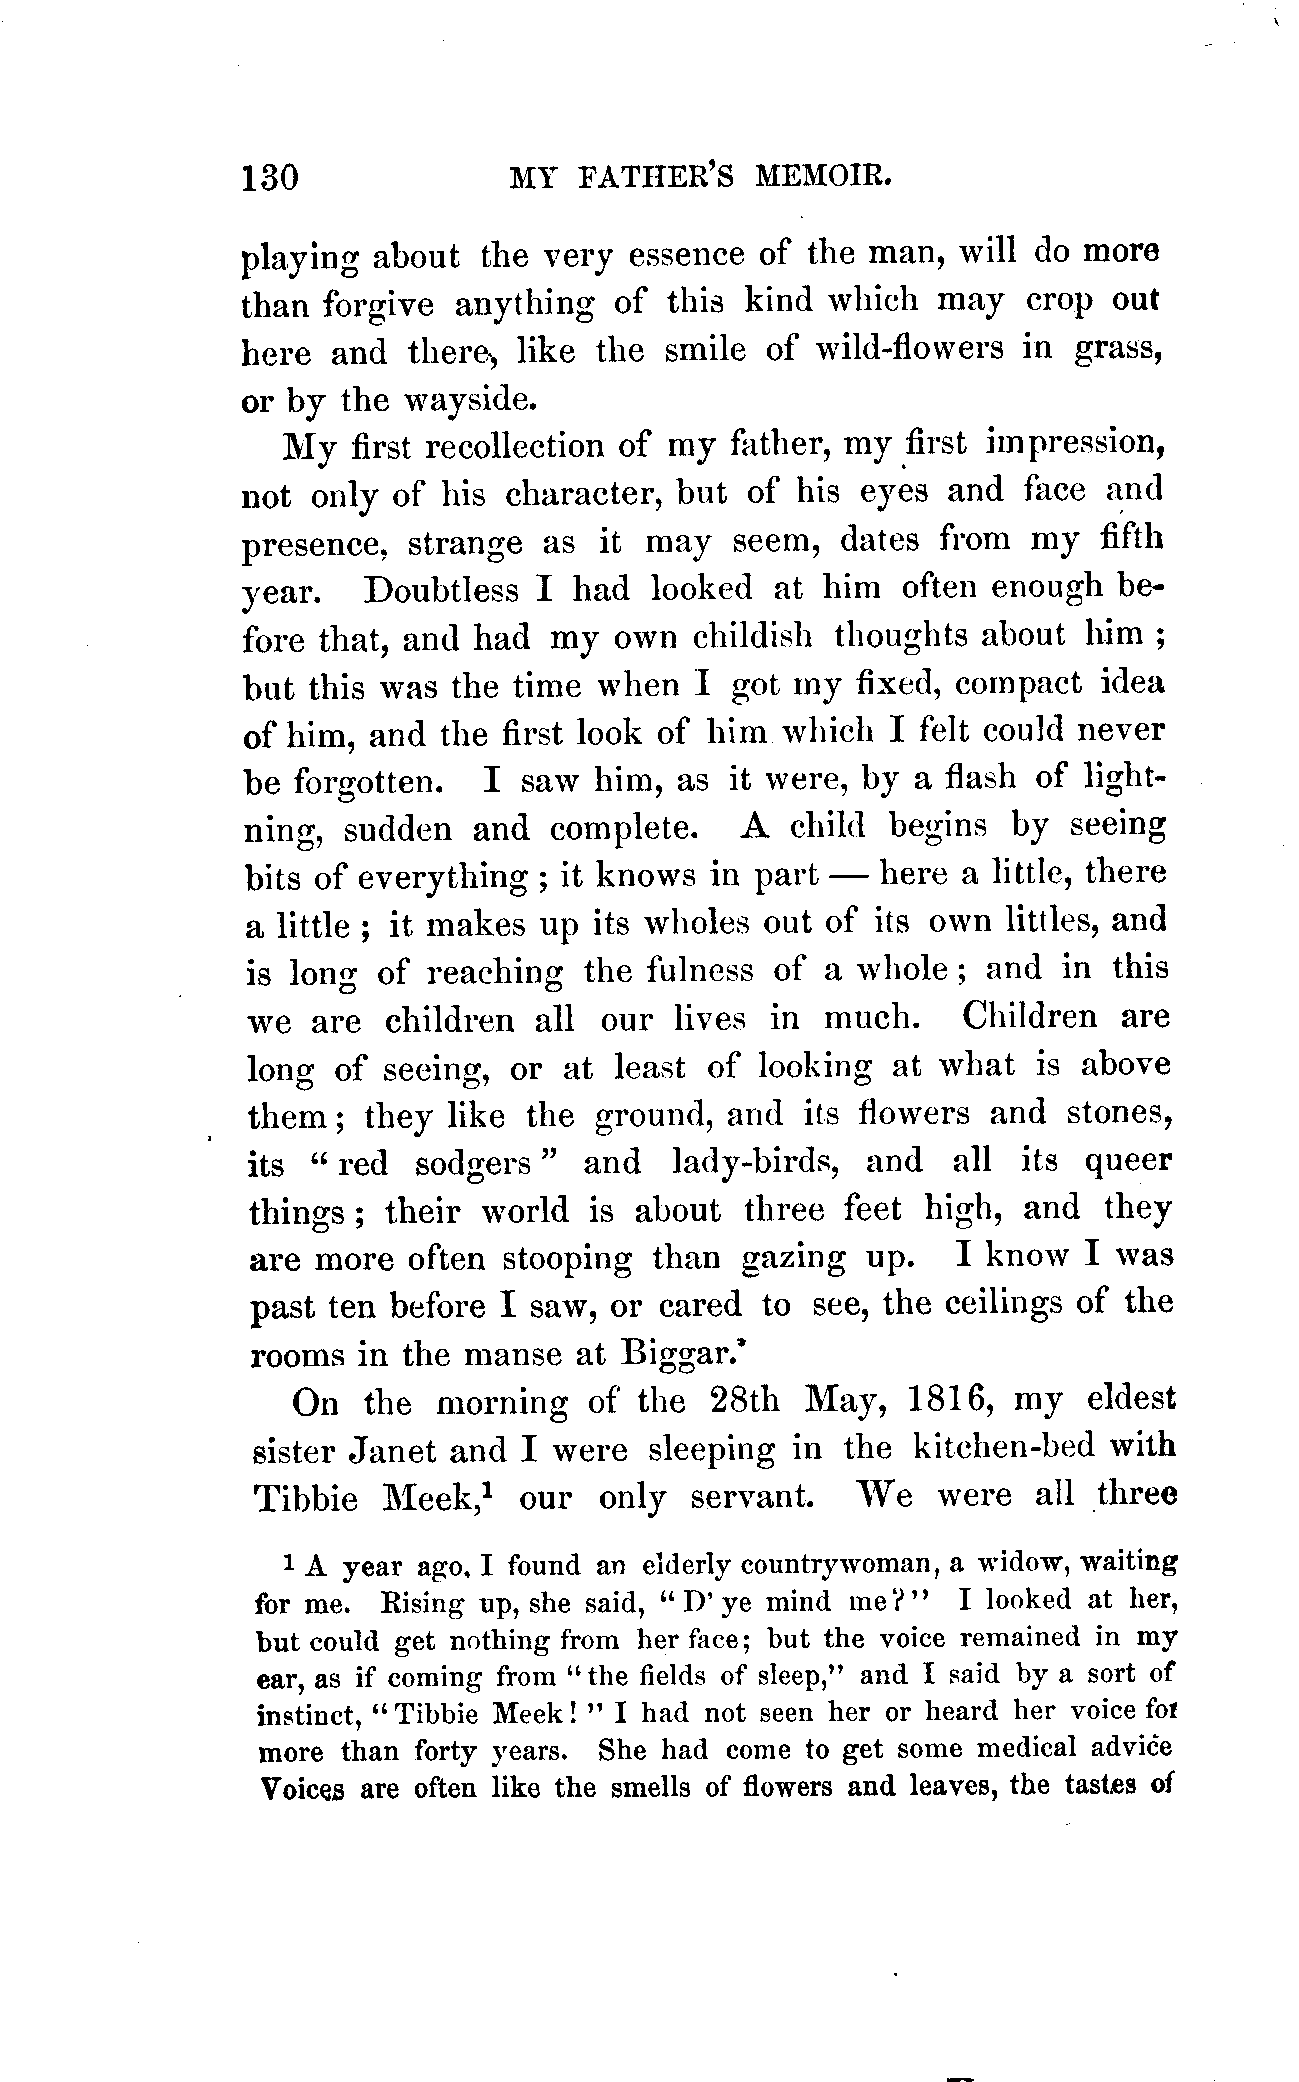 130 MY FATHER'S MEMOIR.
playing about the very essence of the man, will do more
than forgive anything of this kind which may crop out
here and there, like the smile of wild-flowers in grass,
or by the wayside.
My first recollection of my father, my first impression,
not only of his character, but of his eyes and face and
presence, strange as it may seem, dates from my fifth
year. Doubtless I had looked at him often enough be-
fore that, and had my own childish thoughts about him ;
but this was the time when I got my fixed, compact idea
of him, and the first look of him which I felt could never
be forgotten. I saw him, as it were, by a flash of light-
ning, sudden and complete. A child begins by seeing
bits of everything ; it knows in part — here a little, there
a little ; it makes up its wholes out of its own littles, and
is long of reaching the fulness of a whole ; and in this
we are children all our lives in much. Children are
long of seeing, or at least of looking at what is above
them ; they like the ground, and its flowers and stones,
its “ red sodgers ” and lady-birds, and all its queer
things ; their world is about three feet high, and they
are more often stooping than gazing up. I know I was
past ten before I saw, or cared to see, the ceilings of the
rooms in the manse at Biggar.
On the morning of the 28th May, 1816, my eldest
sister Janet and I were sleeping in the kitchen-bed with
Tibbie Meek,¹ our only servant. We were all three
¹ A year ago, I found an elderly countrywoman, a widow, waiting
for me. Rising up, she said, “ D' ye mind me? ” I looked at her,
but could get nothing from her face; but the voice remained in my
ear, as if coming from “the fields of sleep,” and I said by a sort of
instinct, “Tibbie Meek! ” I had not seen her or heard her voice for
more than forty years. She had come to get some medical advice
Voices are often like the smells of flowers and leaves, the tastes of